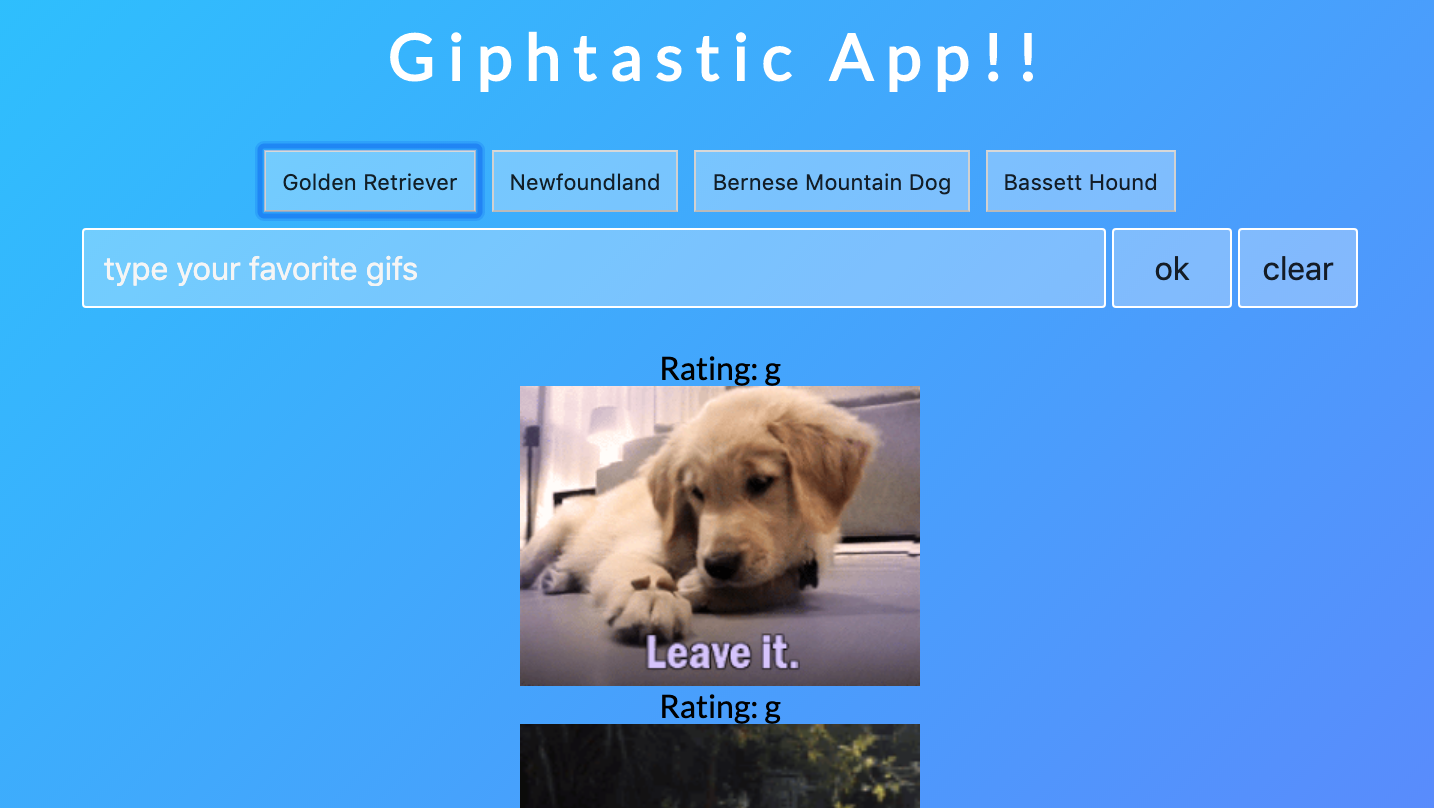 Giphtastic App!!
Golden Retriever Newfoundland Bernese Mountain Dog Bassett Hound
type your favorite gifs ok clear
Rating: g
Leave it.
Rating: g